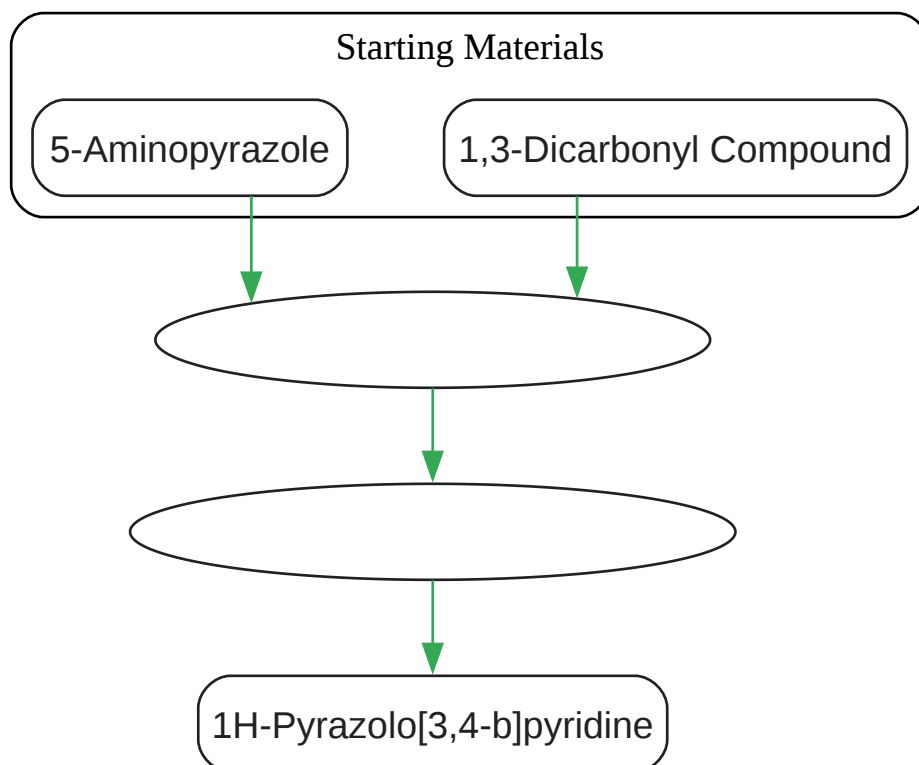 Starting Materials
5-Aminopyrazole
1,3-Dicarbonyl Compound
1H-Pyrazolo[3,4-b]pyridine